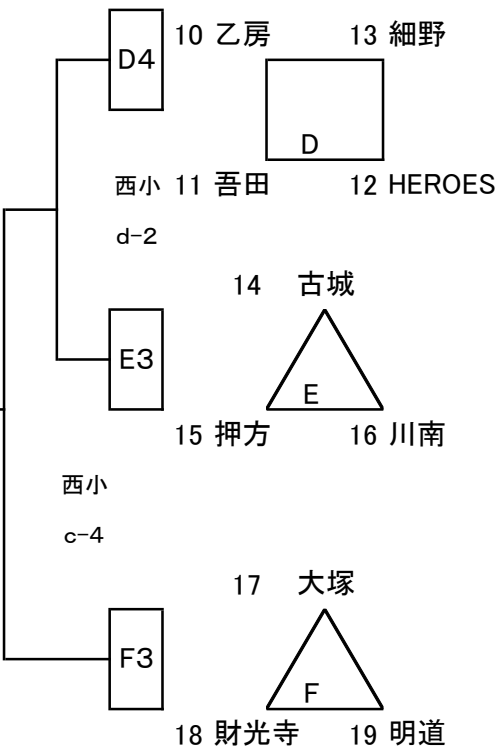 10 乙房 13 細野
D4
D
西小 11 吾田 12 HEROES
d-2
14 古城
E3
E
15 押方 16 川南
西小
c-4
17 大塚
F3
F
18 財光寺 19 明道